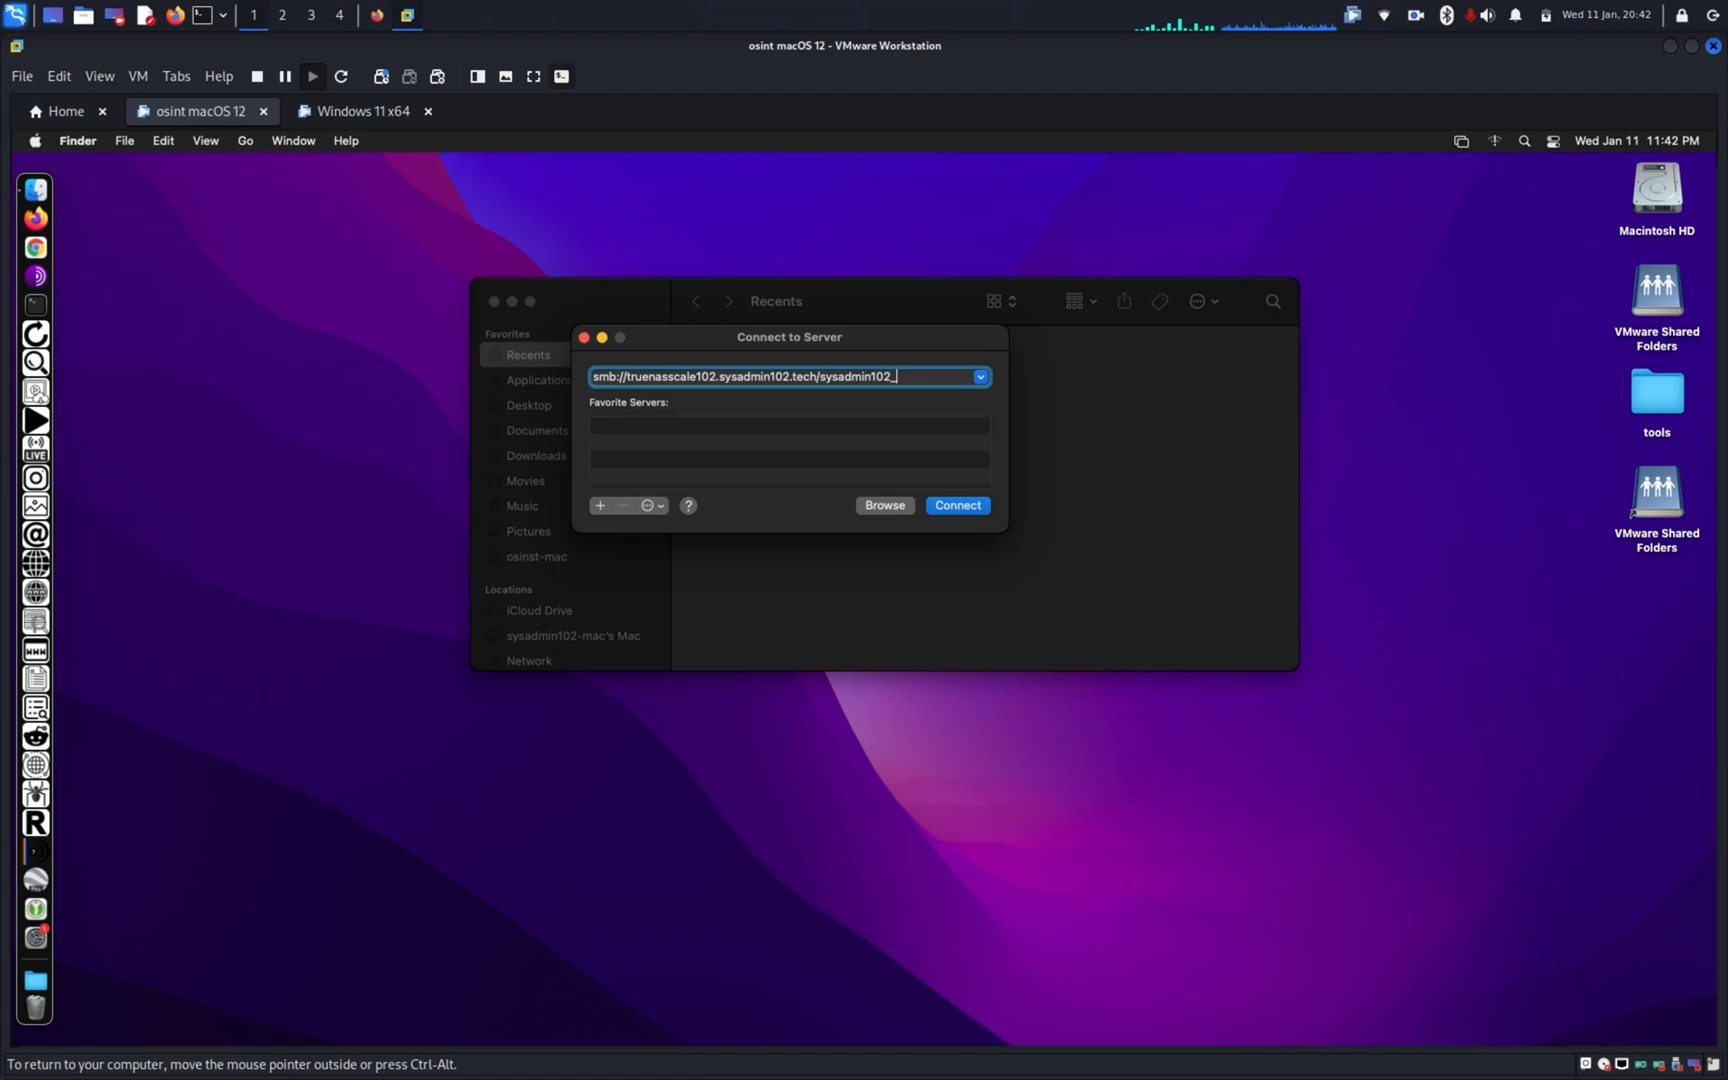 1 2 3 4
Wed 11 Jan, 20:42
osint macOS 12 - VMware Workstation
File Edit View VM Tabs Help
Home osint macOS 12 Windows 11 x64
Finder File Edit View Go Window Help
Wed Jan 11 11:42 PM
Macintosh HD
VMware Shared
Folders
tools
VMware Shared
Folders
Recents
Favorites
Recents
Applications
Desktop
Documents
Downloads
Movies
Music
Pictures
osinst-mac
Locations
iCloud Drive
sysadmin102-mac's Mac
Network
Connect to Server
smb://truenasscale102.sysadmin102.tech/sysadmin102_
Favorite Servers:
+ − ?
Browse Connect
LIVE
@
WWW
R
To return to your computer, move the mouse pointer outside or press Ctrl-Alt.